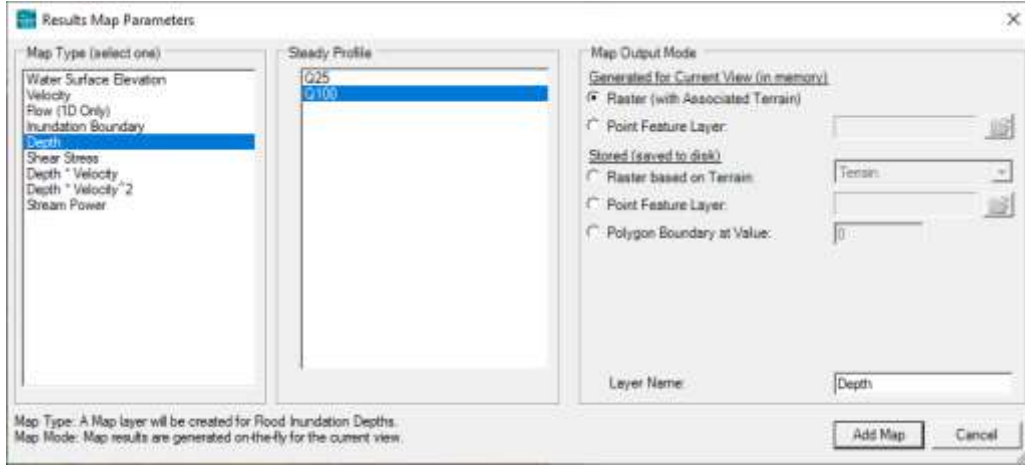 Results Map Parameters
Map Type (select one)
Water Surface Elevation
Velocity
Flow (1D Only)
Inundation Boundary
Depth
Shear Stress
Depth * Velocity
Depth * Velocity^2
Stream Power
Steady Profile
Q25
Q100
Map Output Mode
Generated for Current View (in memory)
Raster (with Associated Terrain)
Point Feature Layer:
Stored (saved to disk)
Raster based on Terrain:
Terrain
Point Feature Layer:
Polygon Boundary at Value:
0
Layer Name:
Depth
Map Type: A Map layer will be created for Flood Inundation Depths.
Map Mode: Map results are generated on-the-fly for the current view.
Add Map
Cancel